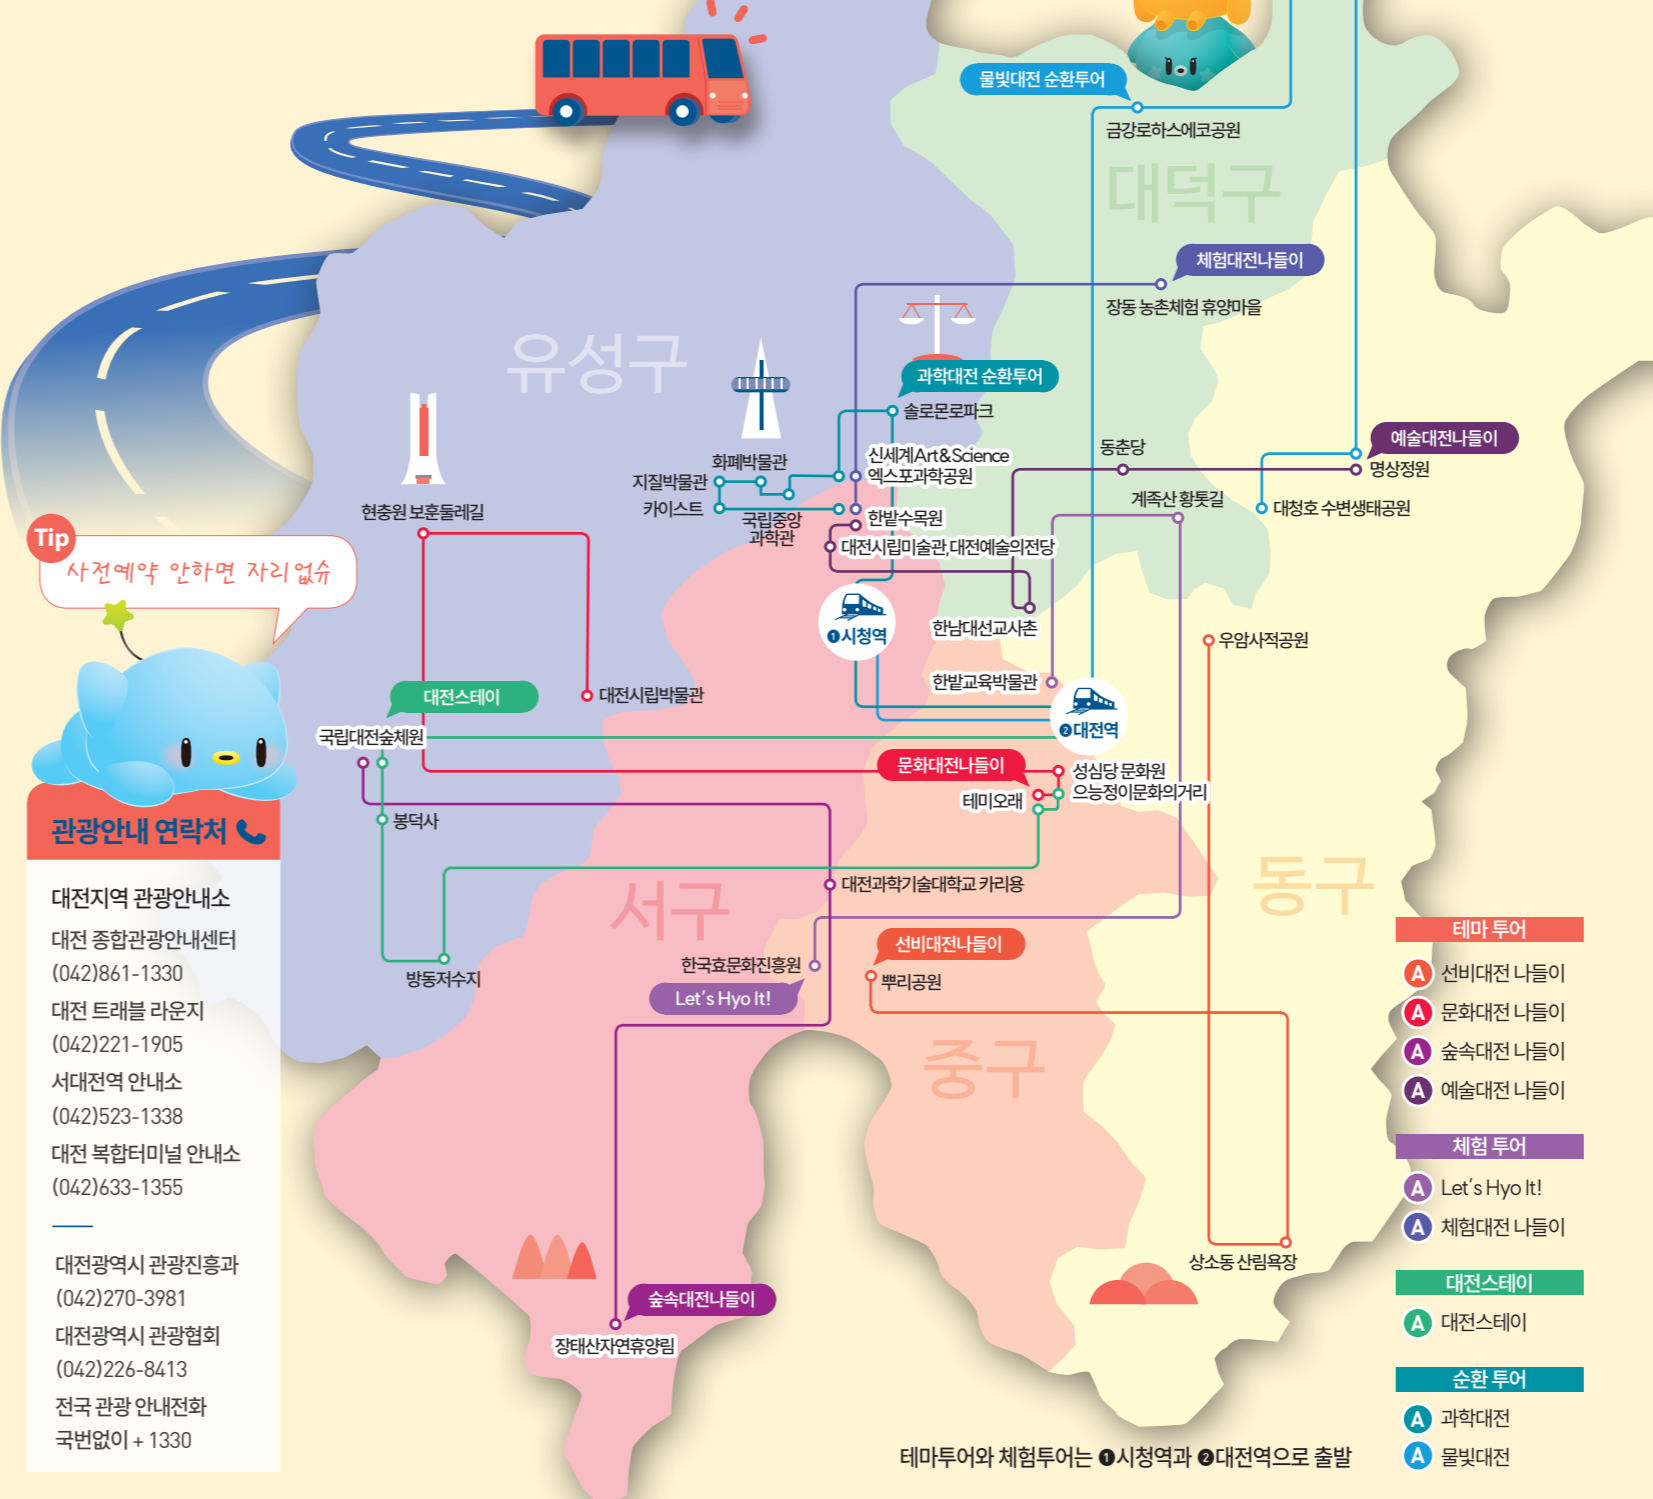 물빛대전 순환투어
금강로하스에코공원
대덕구
체험대전나들이
장동 농촌체험 휴양마을
유성구
과학대전 순환투어
솔로몬로파크
예술대전나들이
동춘당
명상정원
신세계Art&Science
엑스포과학공원
화폐박물관
지질박물관
카이스트
국립중앙
과학관
계족산 황톳길
대청호 수변생태공원
현충원 보훈둘레길
한밭수목원
대전시립미술관,대전예술의전당
Tip
사전예약 안하면 자리 없슈
❶시청역
한남대선교사촌
우암사적공원
한밭교육박물관
대전스테이
대전시립박물관
❷대전역
국립대전숲체원
문화대전나들이
성심당 문화원
으능정이문화의거리
테미오래
봉덕사
관광안내 연락처
대전지역 관광안내소
대전 종합관광안내센터
(042)861-1330
대전 트래블 라운지
(042)221-1905
서대전역 안내소
(042)523-1338
대전 복합터미널 안내소
(042)633-1355
대전광역시 관광진흥과
(042)270-3981
대전광역시 관광협회
(042)226-8413
전국 관광 안내전화
국번없이 + 1330
동구
서구
대전과학기술대학교 카리용
선비대전나들이
한국효문화진흥원
방동저수지
뿌리공원
Let's Hyo It!
중구
상소동 산림욕장
숲속대전나들이
장태산자연휴양림
테마 투어
A 선비대전 나들이
A 문화대전 나들이
A 숲속대전 나들이
A 예술대전 나들이
체험 투어
A Let's Hyo It!
A 체험대전 나들이
대전스테이
A 대전스테이
순환 투어
A 과학대전
A 물빛대전
테마투어와 체험투어는 ❶시청역과 ❷대전역으로 출발